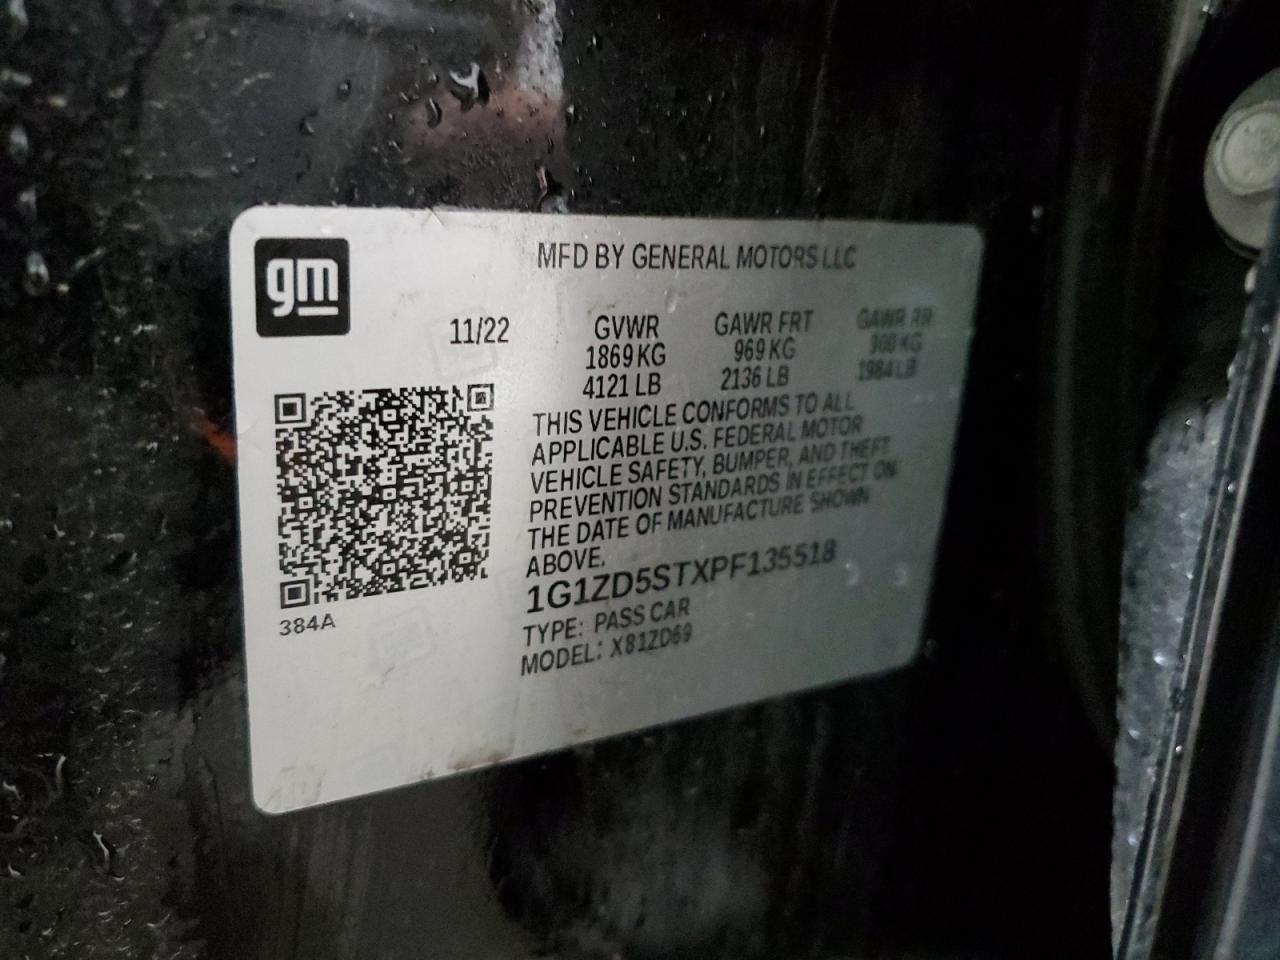 gm
MFD BY GENERAL MOTORS LLC
11/22 GVWR GAWR FRT GAWR RR
1869 KG 969 KG 900 KG
4121 LB 2136 LB 1984 LB
THIS VEHICLE CONFORMS TO ALL
APPLICABLE U.S. FEDERAL MOTOR
VEHICLE SAFETY, BUMPER, AND THEFT
PREVENTION STANDARDS IN EFFECT ON
THE DATE OF MANUFACTURE SHOWN
ABOVE.
1G1ZD5STXPF135518
384A
TYPE: PASS CAR
MODEL: X81ZD69